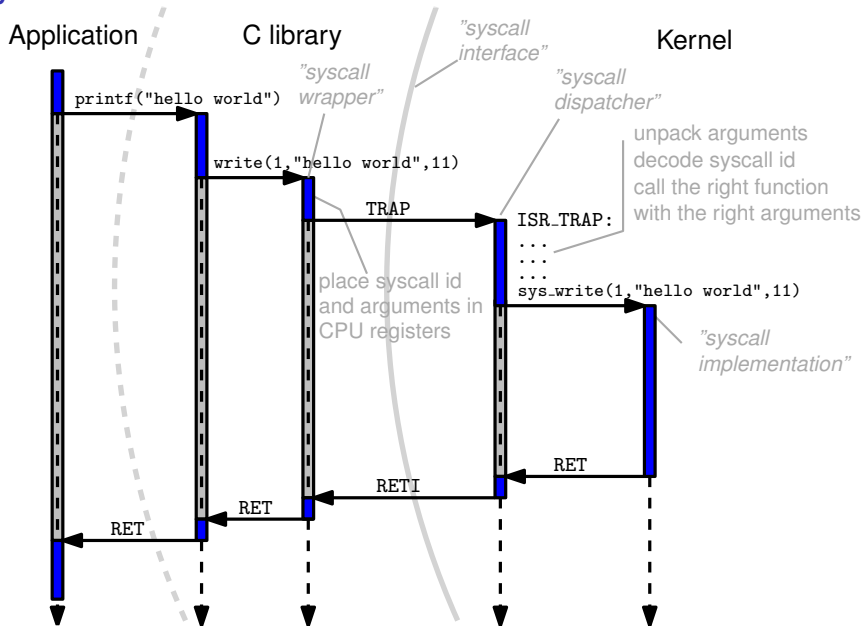 Application
C library
Kernel
"syscall
interface"
"syscall
wrapper"
"syscall
dispatcher"
printf("hello world")
unpack arguments
decode syscall id
call the right function
with the right arguments
write(1,"hello world",11)
TRAP
ISR_TRAP:
...
...
...
place syscall id
and arguments in
CPU registers
sys_write(1,"hello world",11)
"syscall
implementation"
RET
RETI
RET
RET